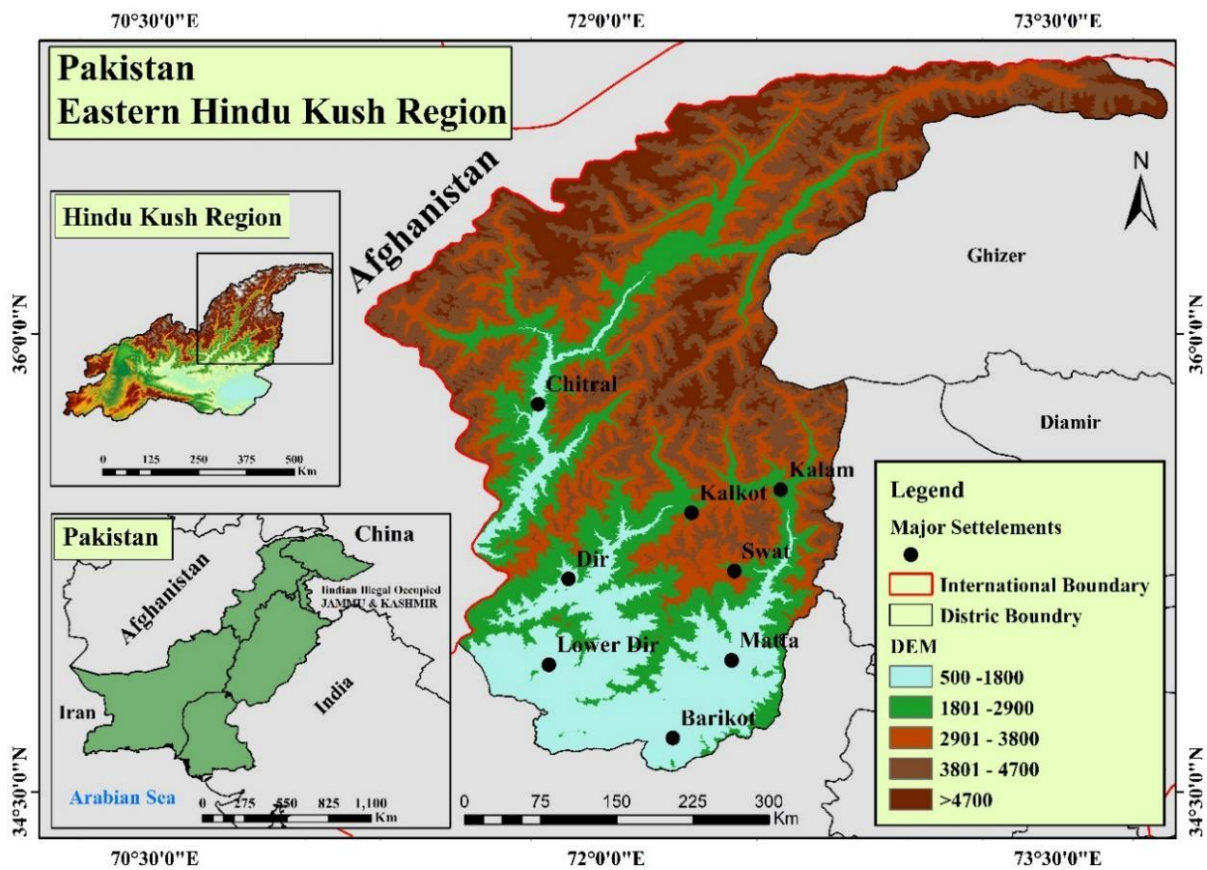 70°30'0"E 72°0'0"E 73°30'0"E
Pakistan
Eastern Hindu Kush Region
Afghanistan
N
Hindu Kush Region
0 125 250 375 500
Km
Ghizer
36°0'0"N
36°0'0"N
Diamir
Chitral
Kalam
Kalkot
Swat
Dir
Lower Dir
Matta
Barikot
Pakistan
China
Afghanistan
Iindian Illegal Occupied
JAMMU & KASHMIR
India
Iran
Arabian Sea
0 275 550 825 1,100
Km
0 75 150 225 300
Km
Legend
Major Settelements
International Boundary
Distric Boundry
DEM
500 -1800
1801 -2900
2901 - 3800
3801 - 4700
>4700
34°30'0"N
34°30'0"N
70°30'0"E 72°0'0"E 73°30'0"E